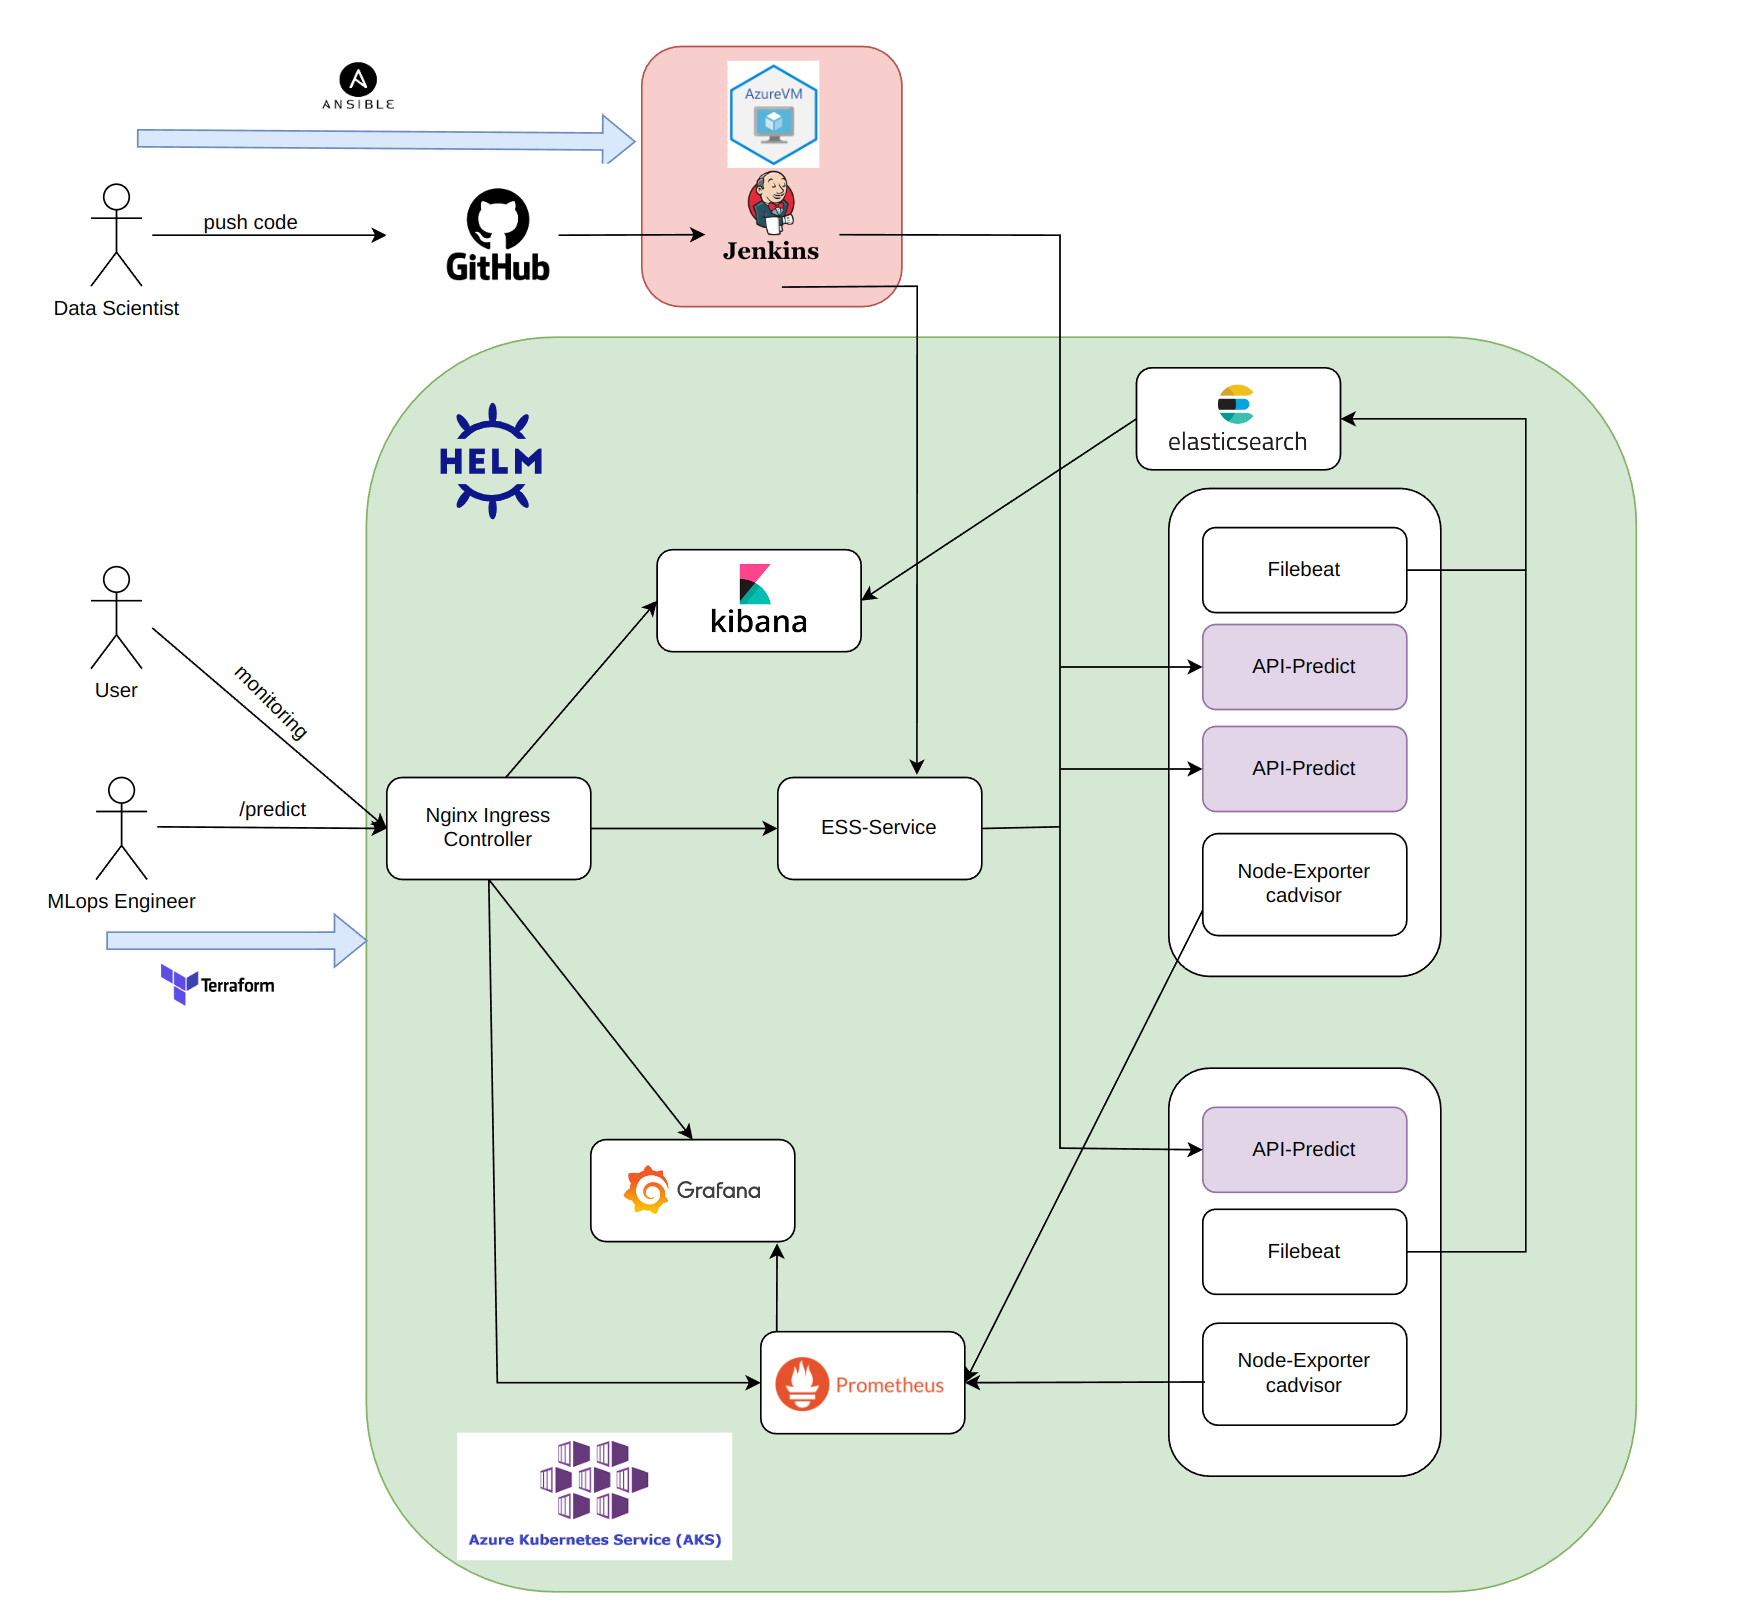 ANSIBLE
AzureVM
push code
GitHub
Jenkins
Data Scientist
HELM
elasticsearch
Filebeat
kibana
API-Predict
User
monitoring
API-Predict
/predict
Nginx Ingress
Controller
ESS-Service
Node-Exporter
cadvisor
MLops Engineer
Terraform
API-Predict
Grafana
Filebeat
Node-Exporter
cadvisor
Prometheus
Azure Kubernetes Service (AKS)